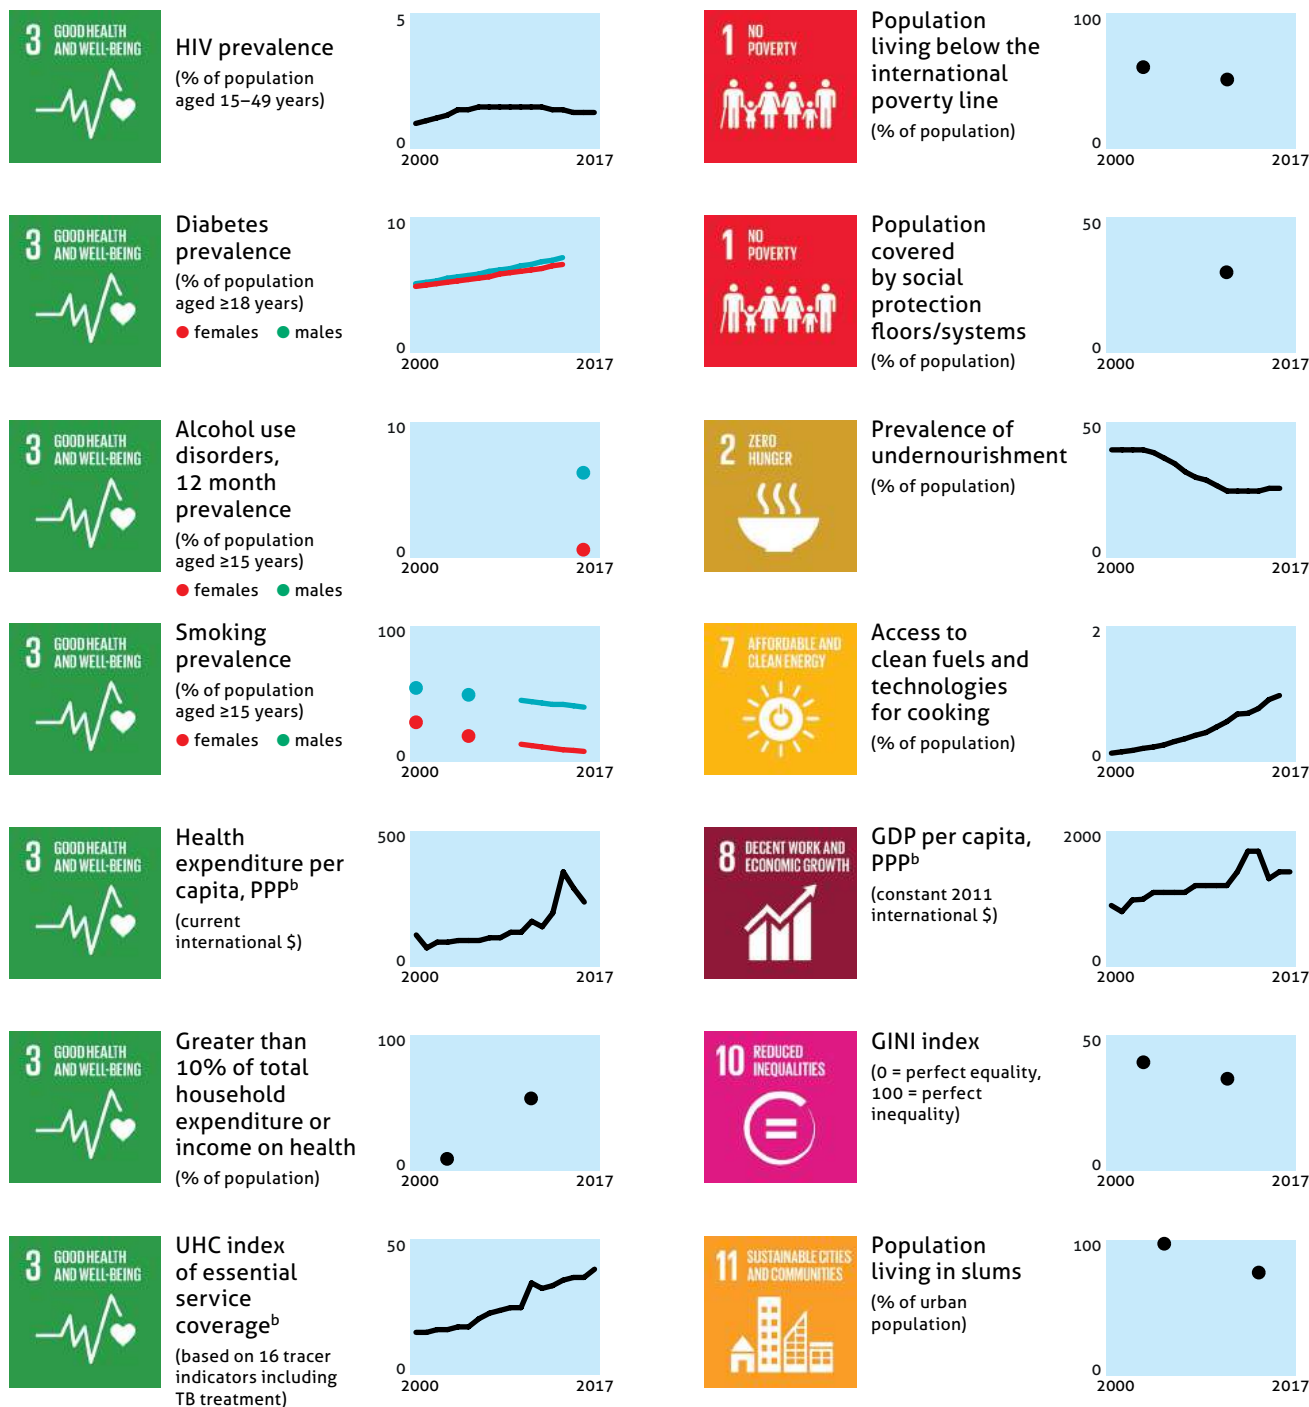 3 GOOD HEALTH
AND WELL-BEING
HIV prevalence
(% of population
aged 15–49 years)
5
0
2000 2017
3 GOOD HEALTH
AND WELL-BEING
Diabetes
prevalence
(% of population
aged ≥18 years)
females males
10
0
2000 2017
3 GOOD HEALTH
AND WELL-BEING
Alcohol use
disorders,
12 month
prevalence
(% of population
aged ≥15 years)
females males
10
0
2000 2017
3 GOOD HEALTH
AND WELL-BEING
Smoking
prevalence
(% of population
aged ≥15 years)
females males
100
0
2000 2017
3 GOOD HEALTH
AND WELL-BEING
Health
expenditure per
capita, PPPᵇ
(current
international $)
500
0
2000 2017
3 GOOD HEALTH
AND WELL-BEING
Greater than
10% of total
household
expenditure or
income on health
(% of population)
100
0
2000 2017
3 GOOD HEALTH
AND WELL-BEING
UHC index
of essential
service
coverageᵇ
(based on 16 tracer
indicators including
TB treatment)
50
0
2000 2017
1 NO
POVERTY
Population
living below the
international
poverty line
(% of population)
100
0
2000 2017
1 NO
POVERTY
Population
covered
by social
protection
floors/systems
(% of population)
50
0
2000 2017
2 ZERO
HUNGER
Prevalence of
undernourishment
(% of population)
50
0
2000 2017
7 AFFORDABLE AND
CLEAN ENERGY
Access to
clean fuels and
technologies
for cooking
(% of population)
2
0
2000 2017
8 DECENT WORK AND
ECONOMIC GROWTH
GDP per capita,
PPPᵇ
(constant 2011
international $)
2000
0
2000 2017
10 REDUCED
INEQUALITIES
GINI index
(0 = perfect equality,
100 = perfect
inequality)
50
0
2000 2017
11 SUSTAINABLE CITIES
AND COMMUNITIES
Population
living in slums
(% of urban
population)
100
0
2000 2017